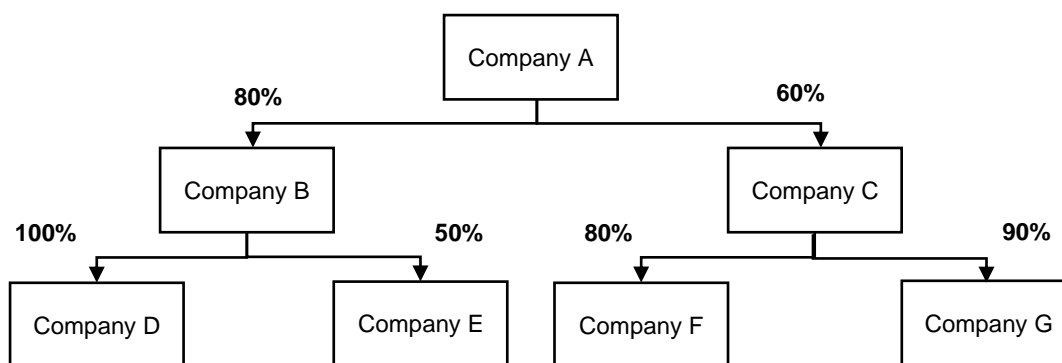 Company A
80%
60%
Company B
Company C
100%
50%
80%
90%
Company D
Company E
Company F
Company G